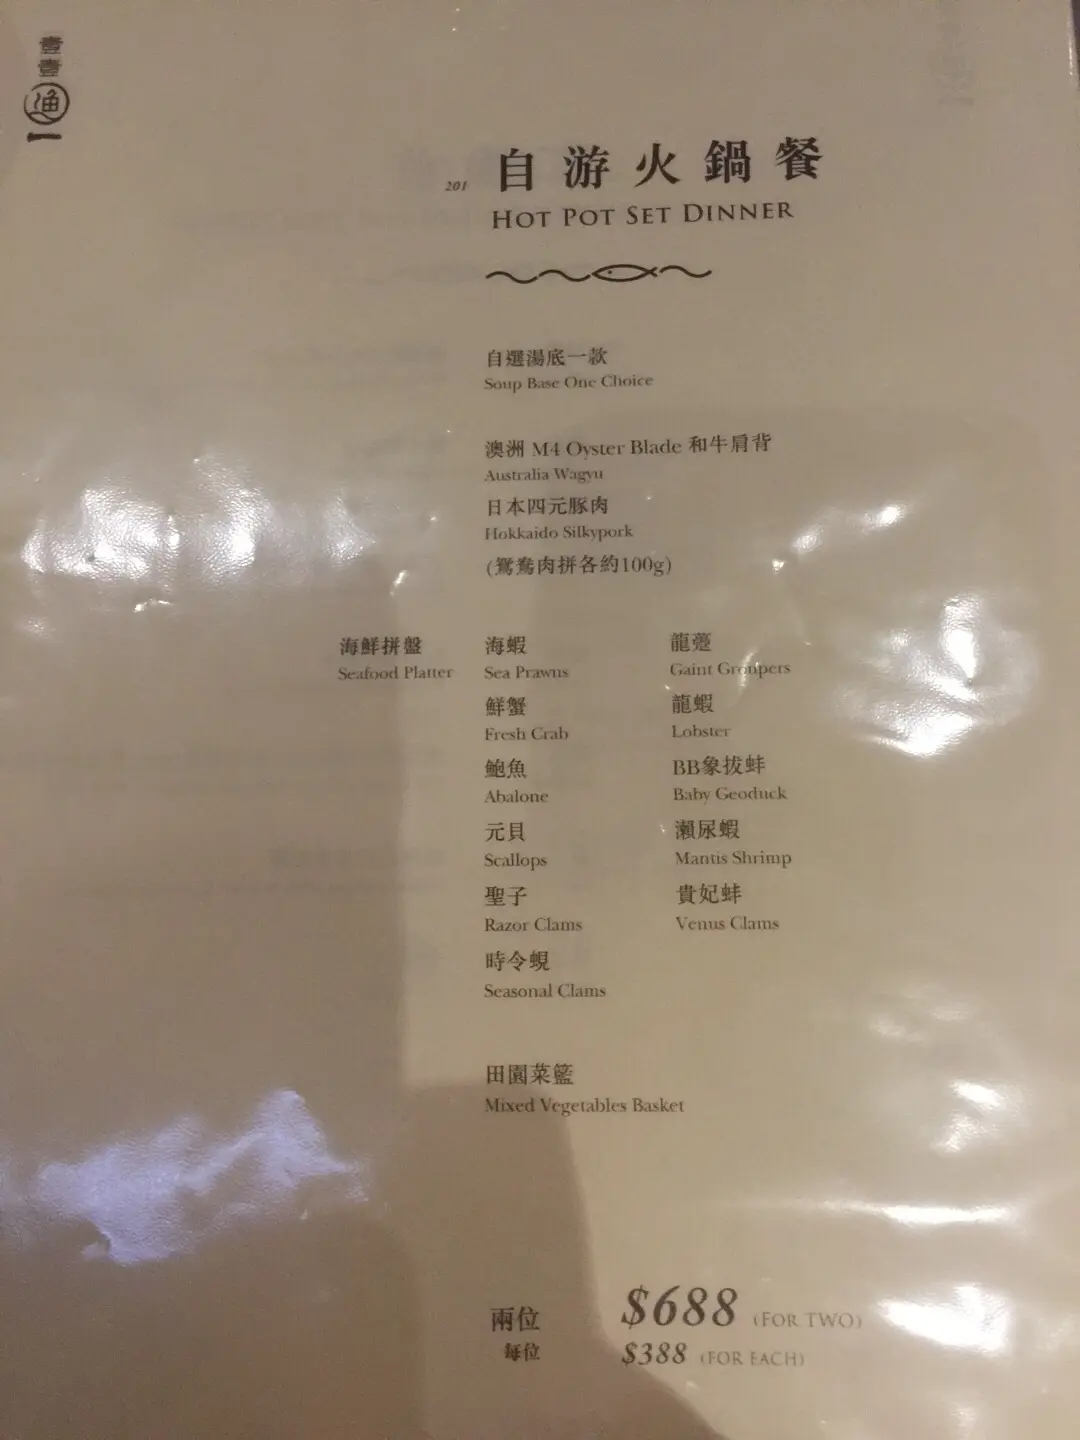 壹壹
漁
一
201 自游火鍋餐
HOT POT SET DINNER
自選湯底一款
Soup Base One Choice
澳洲 M4 Oyster Blade 和牛肩背
Australia Wagyu
日本四元豚肉
Hokkaido Silkypork
(鴛鴦肉拼各約100g)
海鮮拼盤 海蝦 龍躉
Seafood Platter Sea Prawns Gaint Groupers
鮮蟹 龍蝦
Fresh Crab Lobster
鮑魚 BB象拔蚌
Abalone Baby Geoduck
元貝 瀨尿蝦
Scallops Mantis Shrimp
聖子 貴妃蚌
Razor Clams Venus Clams
時令蜆
Seasonal Clams
田園菜籃
Mixed Vegetables Basket
兩位 $688 (FOR TWO)
每位 $388 (FOR EACH)